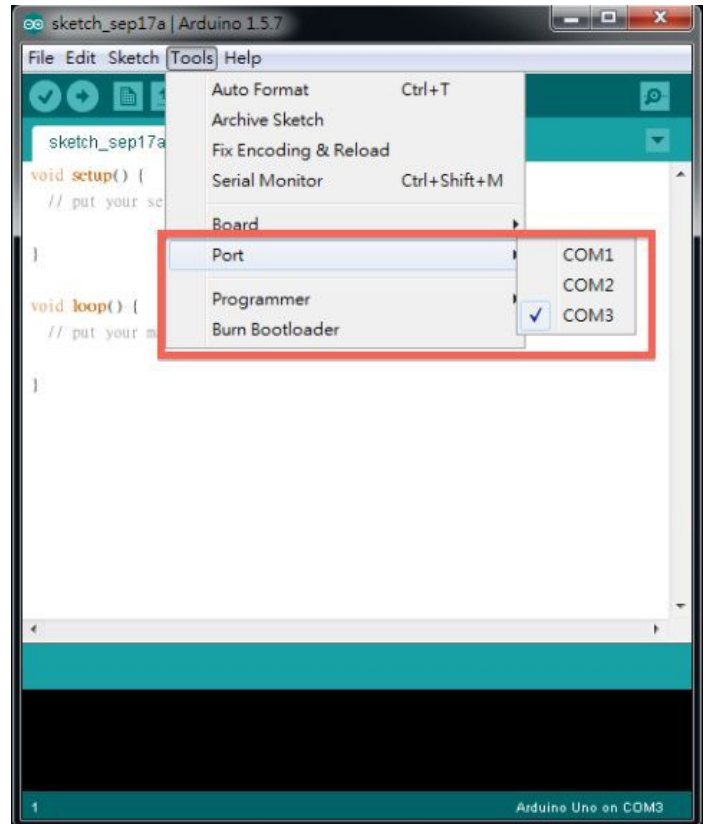 sketch_sep17a | Arduino 1.5.7
File Edit Sketch Tools Help
sketch_sep17a
Auto Format Ctrl+T
Archive Sketch
Fix Encoding & Reload
Serial Monitor Ctrl+Shift+M
Board
Port
Programmer
Burn Bootloader
COM1
COM2
COM3
void setup() {
// put your se
}
void loop() {
// put your m
}
1
Arduino Uno on COM3